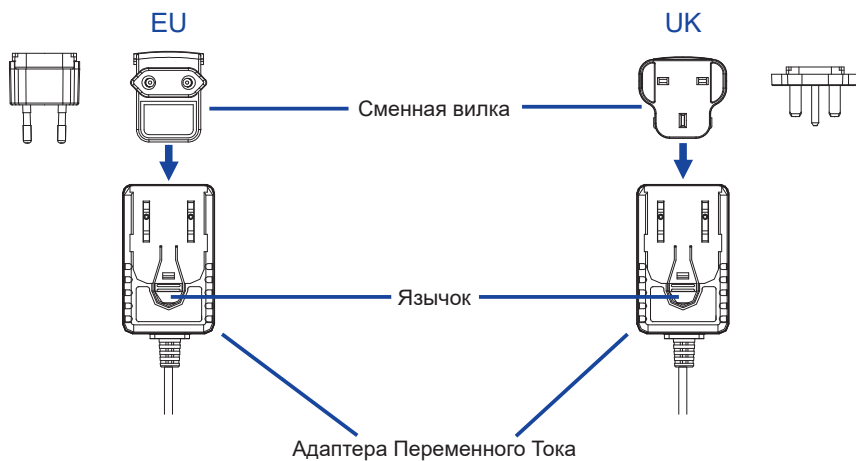 EU
UK
Сменная вилка
Язычок
Адаптера Переменного Тока